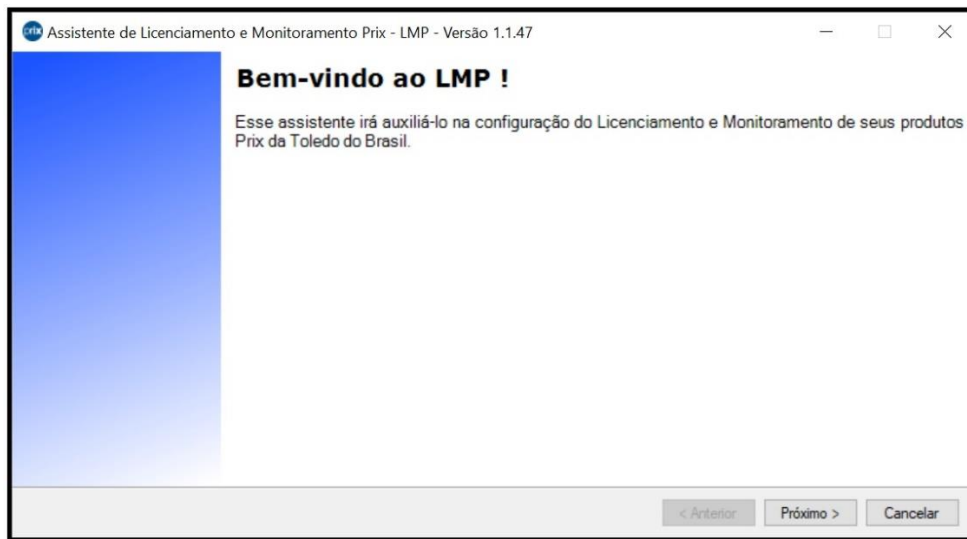 prix
Assistente de Licenciamento e Monitoramento Prix - LMP - Versão 1.1.47
Bem-vindo ao LMP !
Esse assistente irá auxiliá-lo na configuração do Licenciamento e Monitoramento de seus produtos
Prix da Toledo do Brasil.
< Anterior
Próximo >
Cancelar